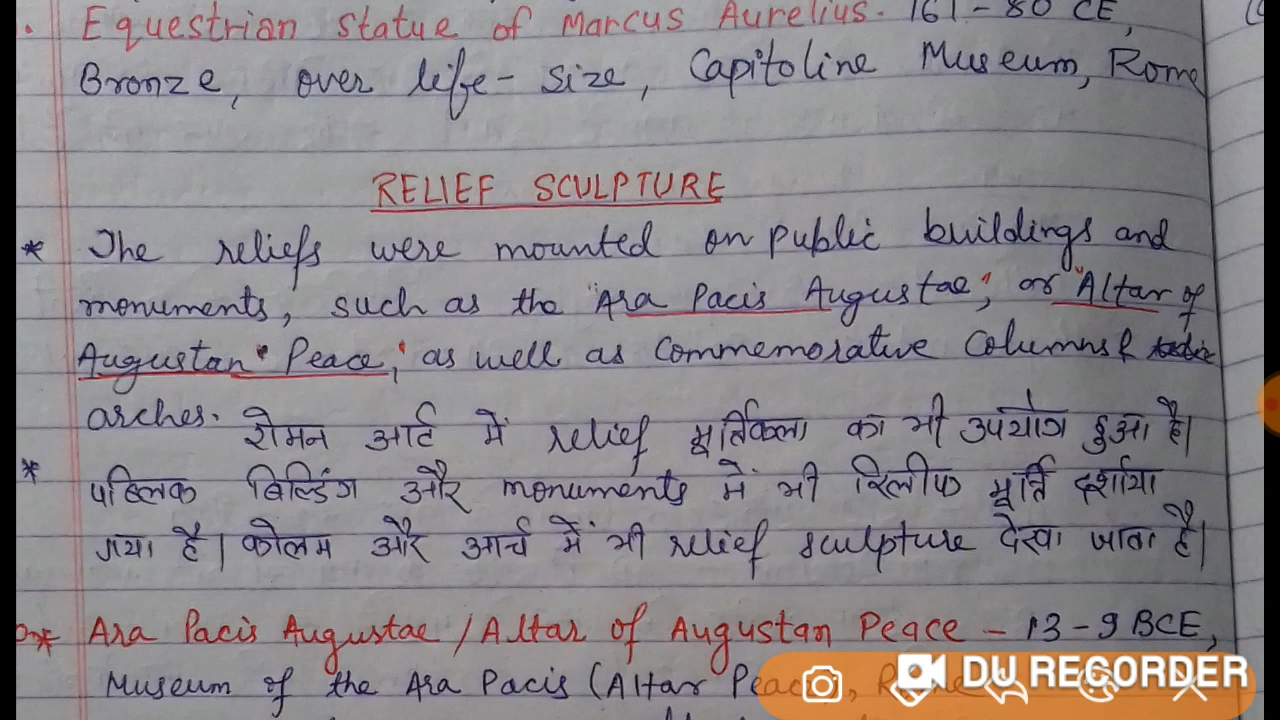 Equestrian statue of Marcus Aurelius. 161-80 CE,
Bronze, over life-size, Capitoline Museum, Rome
RELIEF SCULPTURE
* The reliefs were mounted on public buildings and
monuments, such as the "Ara Pacis Augustae", or "Altar of
Augustan" Peace", as well as commemorative columns &
arches. रोमन आर्ट में relief मूर्तिकला का भी उपयोग हुआ है।
* पब्लिक बिल्डिंग और monuments में भी रिलीफ मूर्ति दर्शाया
गया है। कोलम और आर्च में भी relief sculpture देखा जाता है।
* Ara Pacis Augustae / Altar of Augustan Peace - 13-9 BCE,
Museum of the Ara Pacis (Altar Peace), Rome
DU RECORDER